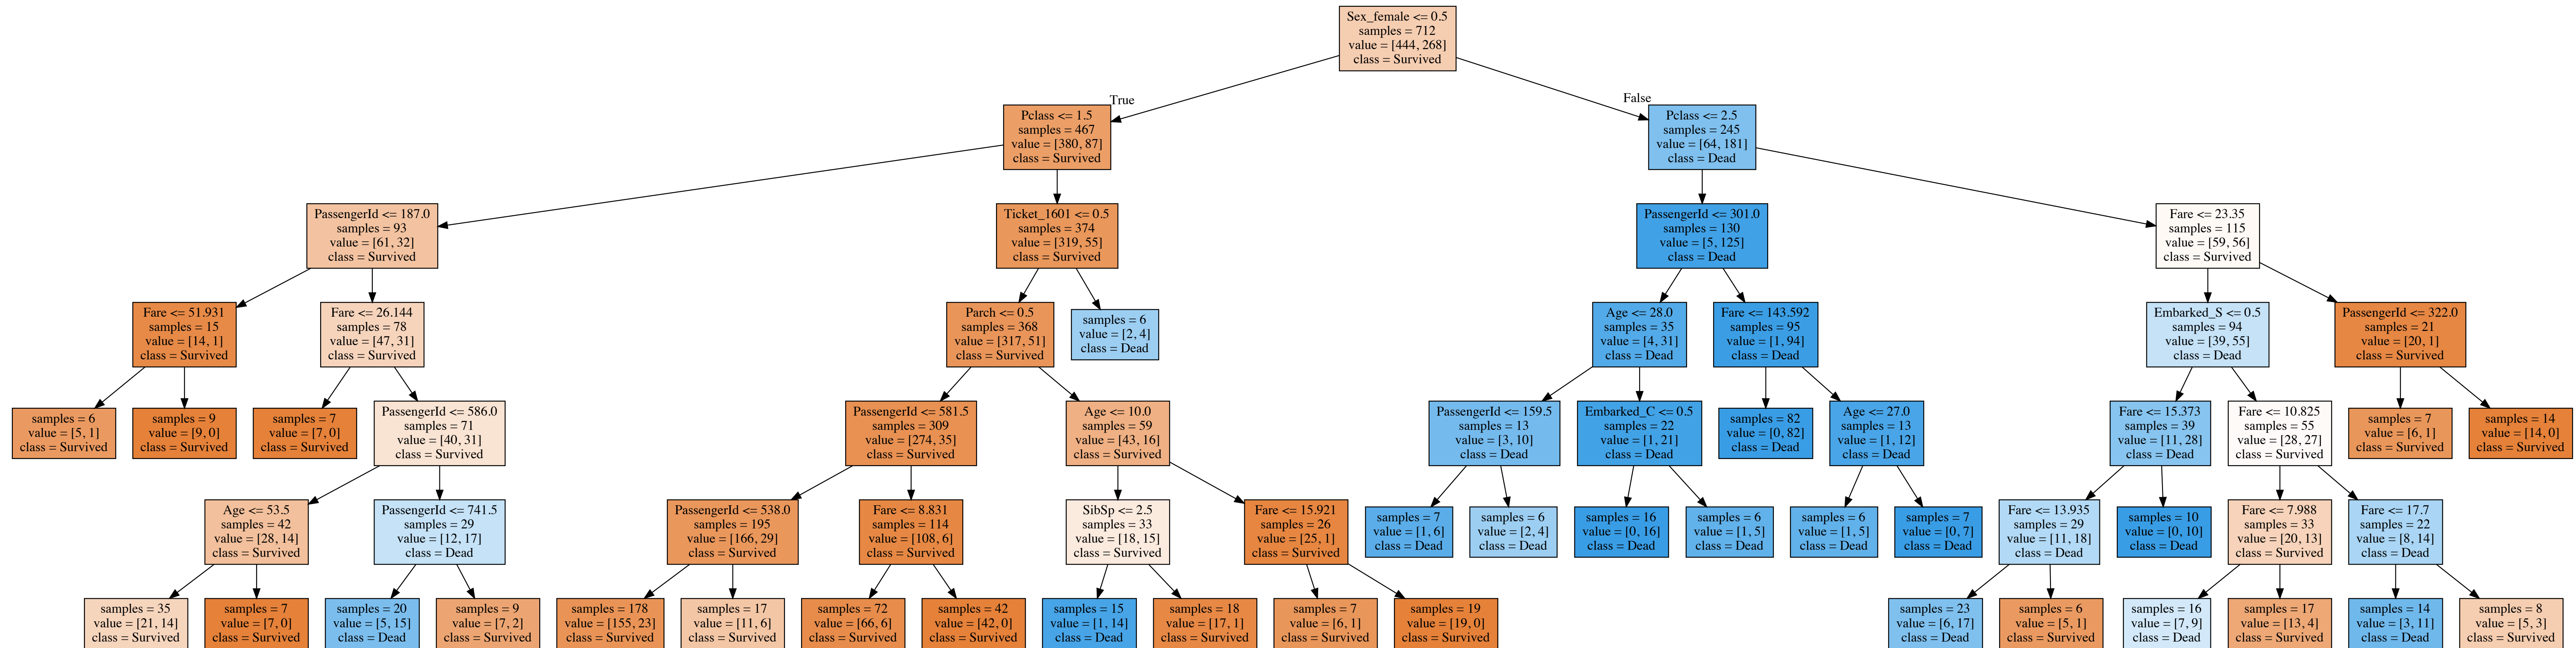 Sex_female <= 0.5
samples = 712
value = [444, 268]
class = Survived
True
False
Pclass <= 1.5
samples = 467
value = [380, 87]
class = Survived
Pclass <= 2.5
samples = 245
value = [64, 181]
class = Dead
PassengerId <= 187.0
samples = 93
value = [61, 32]
class = Survived
Ticket_1601 <= 0.5
samples = 374
value = [319, 55]
class = Survived
PassengerId <= 301.0
samples = 130
value = [5, 125]
class = Dead
Fare <= 23.35
samples = 115
value = [59, 56]
class = Survived
Fare <= 51.931
samples = 15
value = [14, 1]
class = Survived
Fare <= 26.144
samples = 78
value = [47, 31]
class = Survived
Parch <= 0.5
samples = 368
value = [317, 51]
class = Survived
samples = 6
value = [2, 4]
class = Dead
Age <= 28.0
samples = 35
value = [4, 31]
class = Dead
Fare <= 143.592
samples = 95
value = [1, 94]
class = Dead
Embarked_S <= 0.5
samples = 94
value = [39, 55]
class = Dead
PassengerId <= 322.0
samples = 21
value = [20, 1]
class = Survived
samples = 6
value = [5, 1]
class = Survived
samples = 9
value = [9, 0]
class = Survived
samples = 7
value = [7, 0]
class = Survived
PassengerId <= 586.0
samples = 71
value = [40, 31]
class = Survived
PassengerId <= 581.5
samples = 309
value = [274, 35]
class = Survived
Age <= 10.0
samples = 59
value = [43, 16]
class = Survived
PassengerId <= 159.5
samples = 13
value = [3, 10]
class = Dead
Embarked_C <= 0.5
samples = 22
value = [1, 21]
class = Dead
samples = 82
value = [0, 82]
class = Dead
Age <= 27.0
samples = 13
value = [1, 12]
class = Dead
Fare <= 15.373
samples = 39
value = [11, 28]
class = Dead
Fare <= 10.825
samples = 55
value = [28, 27]
class = Survived
samples = 7
value = [6, 1]
class = Survived
samples = 14
value = [14, 0]
class = Survived
Age <= 53.5
samples = 42
value = [28, 14]
class = Survived
PassengerId <= 741.5
samples = 29
value = [12, 17]
class = Dead
PassengerId <= 538.0
samples = 195
value = [166, 29]
class = Survived
Fare <= 8.831
samples = 114
value = [108, 6]
class = Survived
SibSp <= 2.5
samples = 33
value = [18, 15]
class = Survived
Fare <= 15.921
samples = 26
value = [25, 1]
class = Survived
samples = 7
value = [1, 6]
class = Dead
samples = 6
value = [2, 4]
class = Dead
samples = 16
value = [0, 16]
class = Dead
samples = 6
value = [1, 5]
class = Dead
samples = 6
value = [1, 5]
class = Dead
samples = 7
value = [0, 7]
class = Dead
Fare <= 13.935
samples = 29
value = [11, 18]
class = Dead
samples = 10
value = [0, 10]
class = Dead
Fare <= 7.988
samples = 33
value = [20, 13]
class = Survived
Fare <= 17.7
samples = 22
value = [8, 14]
class = Dead
samples = 35
value = [21, 14]
class = Survived
samples = 7
value = [7, 0]
class = Survived
samples = 20
value = [5, 15]
class = Dead
samples = 9
value = [7, 2]
class = Survived
samples = 178
value = [155, 23]
class = Survived
samples = 17
value = [11, 6]
class = Survived
samples = 72
value = [66, 6]
class = Survived
samples = 42
value = [42, 0]
class = Survived
samples = 15
value = [1, 14]
class = Dead
samples = 18
value = [17, 1]
class = Survived
samples = 7
value = [6, 1]
class = Survived
samples = 19
value = [19, 0]
class = Survived
samples = 23
value = [6, 17]
class = Dead
samples = 6
value = [5, 1]
class = Survived
samples = 16
value = [7, 9]
class = Dead
samples = 17
value = [13, 4]
class = Survived
samples = 14
value = [3, 11]
class = Dead
samples = 8
value = [5, 3]
class = Survived